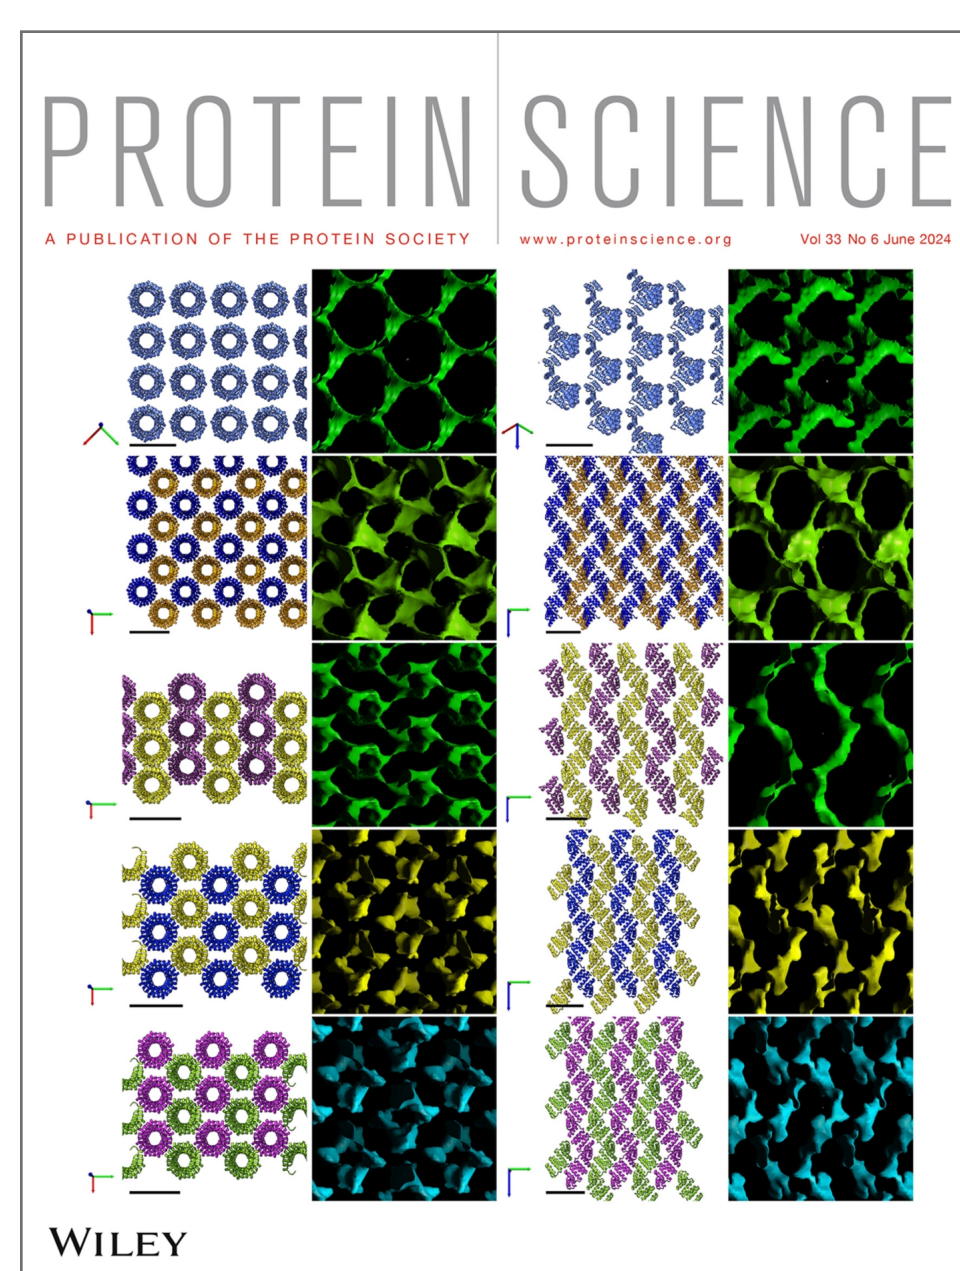 PROTEIN SCIENCE
A PUBLICATION OF THE PROTEIN SOCIETY
www.proteinscience.org
Vol 33 No 6 June 2024
WILEY